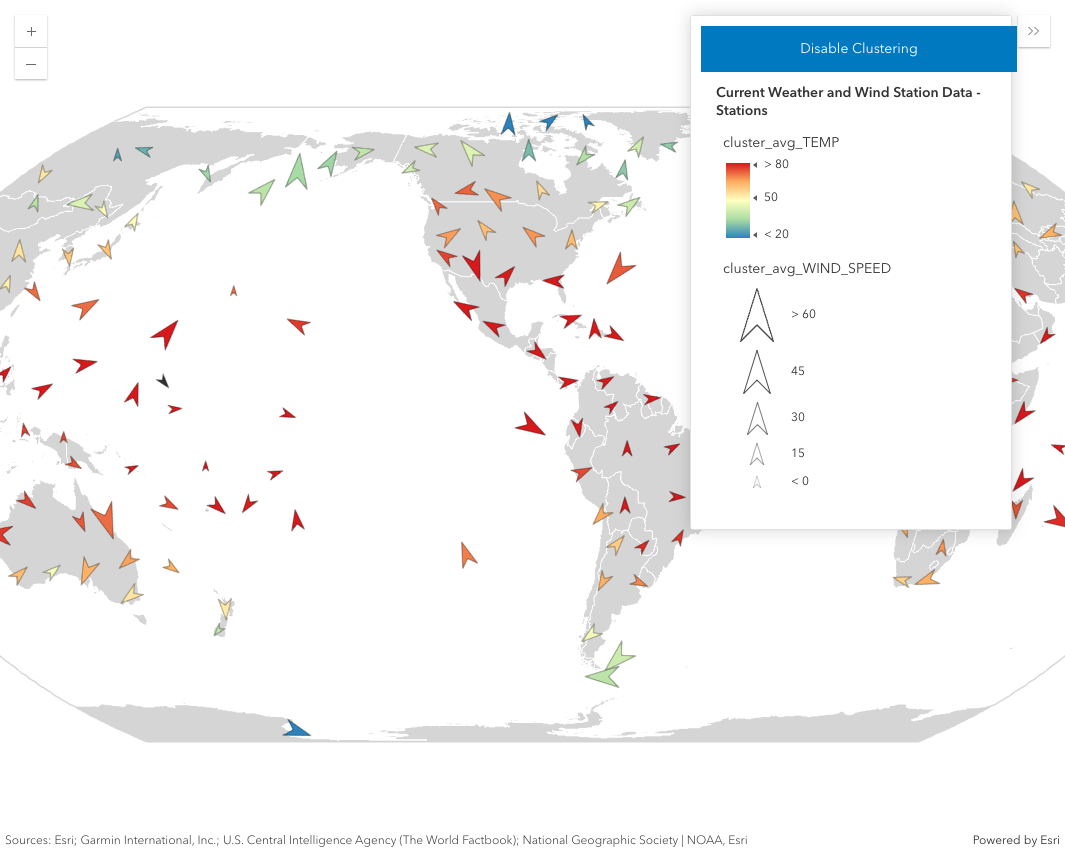 +
−
Disable Clustering
Current Weather and Wind Station Data -
Stations
cluster_avg_TEMP
> 80
50
< 20
cluster_avg_WIND_SPEED
> 60
45
30
15
< 0
Sources: Esri; Garmin International, Inc.; U.S. Central Intelligence Agency (The World Factbook); National Geographic Society | NOAA, Esri
Powered by Esri